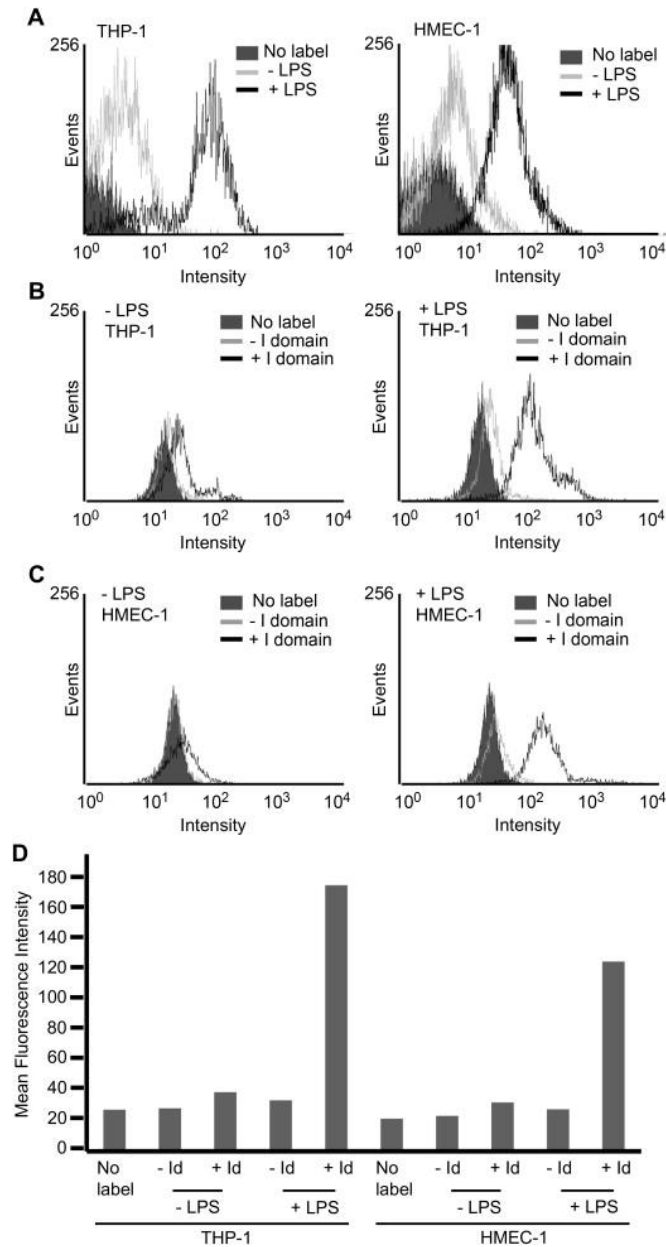 A
THP-1
256
No label
- LPS
+ LPS
Events
10^0 10^1 10^2 10^3 10^4
Intensity
HMEC-1
256
No label
- LPS
+ LPS
Events
10^0 10^1 10^2 10^3 10^4
Intensity
B
- LPS
THP-1
256
No label
- I domain
+ I domain
Events
10^0 10^1 10^2 10^3 10^4
Intensity
+ LPS
THP-1
256
No label
- I domain
+ I domain
Events
10^0 10^1 10^2 10^3 10^4
Intensity
C
- LPS
HMEC-1
256
No label
- I domain
+ I domain
Events
10^0 10^1 10^2 10^3 10^4
Intensity
+ LPS
HMEC-1
256
No label
- I domain
+ I domain
Events
10^0 10^1 10^2 10^3 10^4
Intensity
D
Mean Fluorescence Intensity
180
160
140
120
100
80
60
40
20
0
No label - Id + Id - Id + Id No label - Id + Id - Id + Id
- LPS + LPS - LPS + LPS
THP-1 HMEC-1